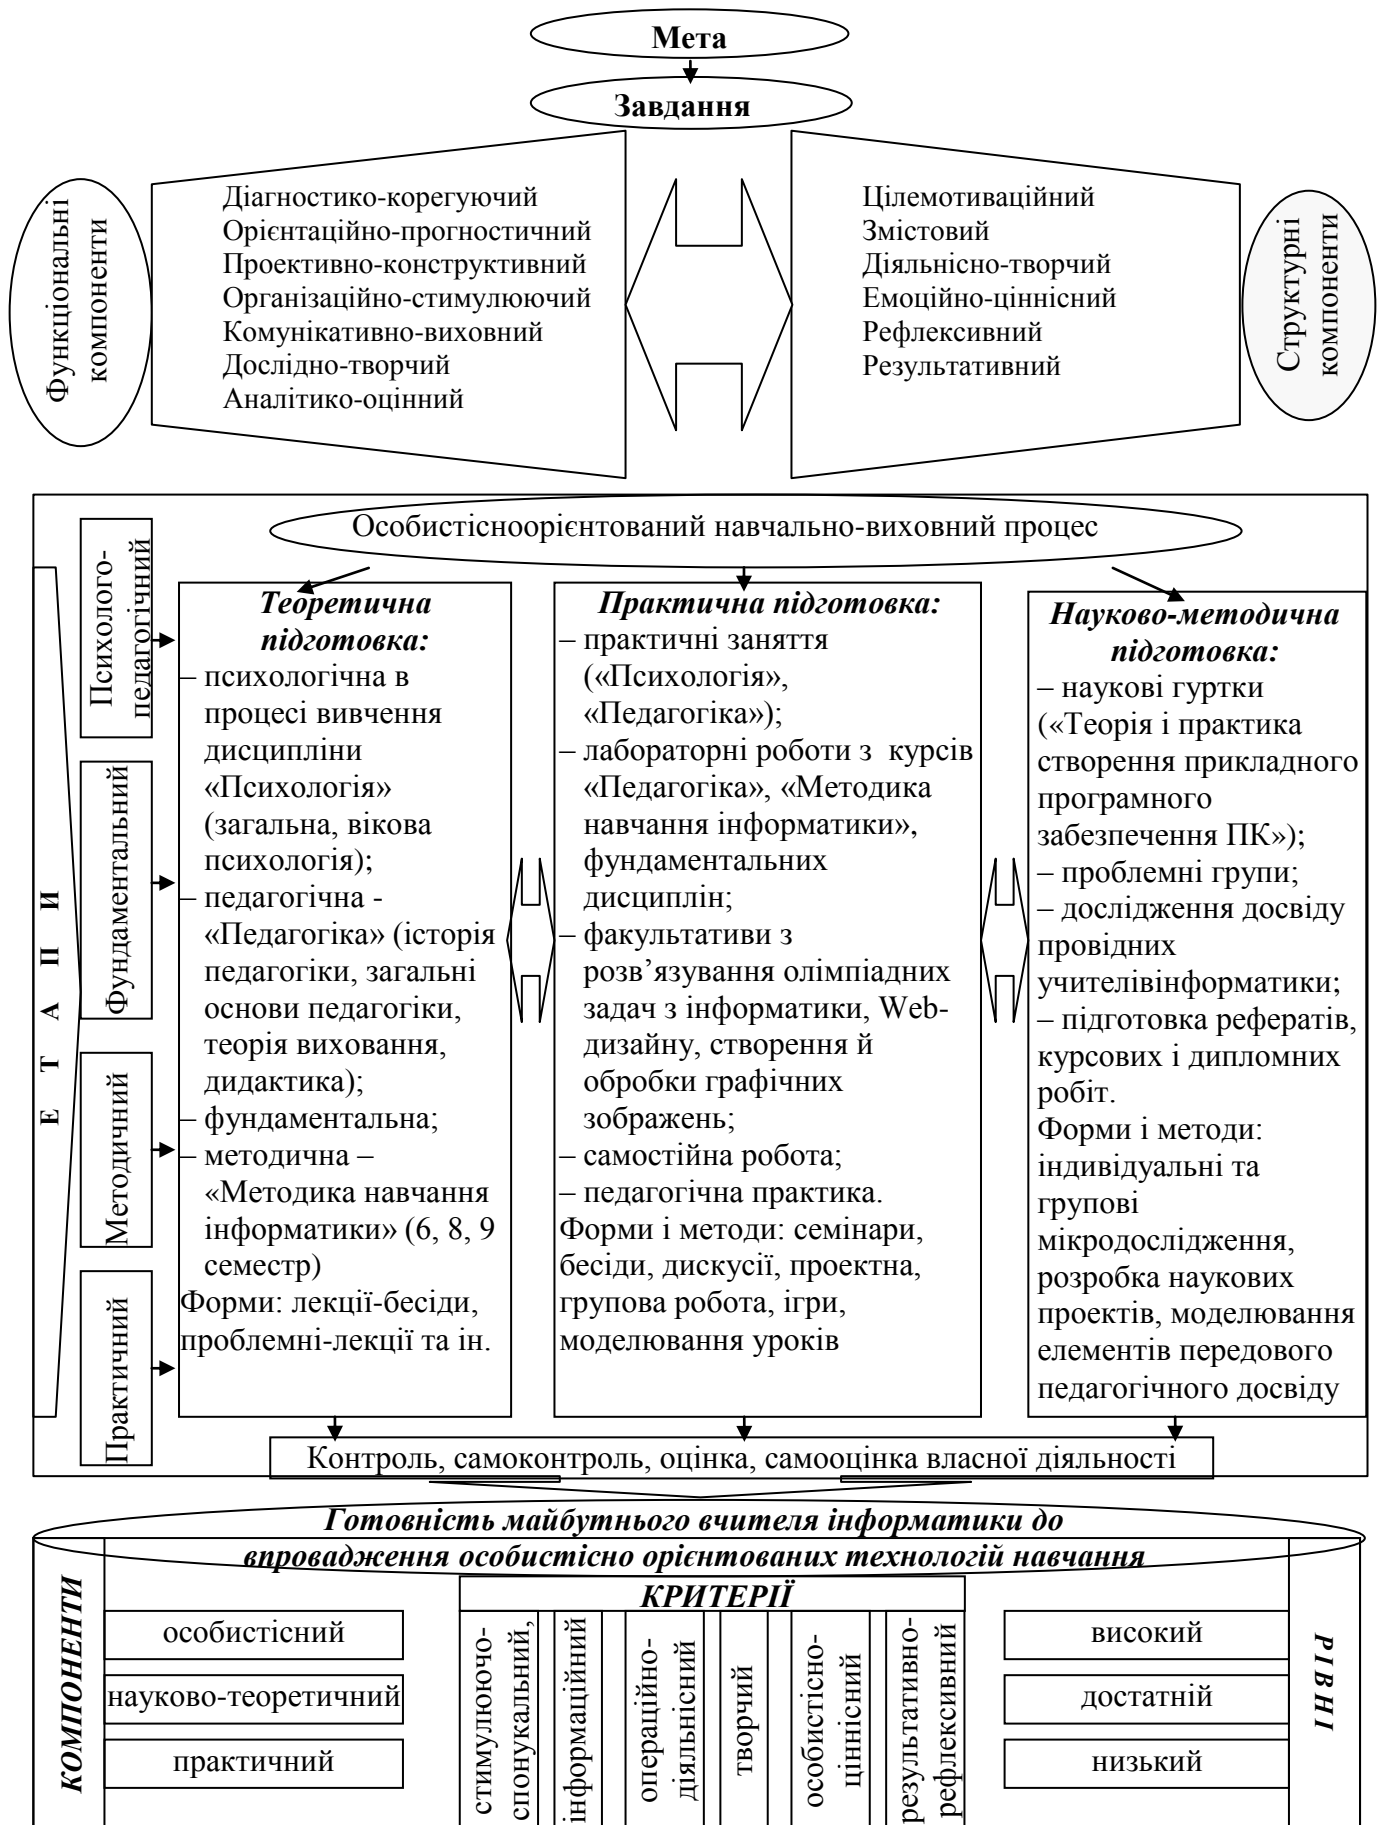 Мета
Завдання
Функціональні
компоненти
Діагностико-корегуючий
Орієнтаційно-прогностичний
Проективно-конструктивний
Організаційно-стимулюючий
Комунікативно-виховний
Дослідно-творчий
Аналітико-оцінний
Цілемотиваційний
Змістовий
Діяльнісно-творчий
Емоційно-ціннісний
Рефлексивний
Результативний
Структурні
компоненти
Особистісноорієнтований навчально-виховний процес
ЕТАПИ
Психолого-
педагогічний
Фундаментальний
Методичний
Практичний
Теоретична
підготовка:
– психологічна в
процесі вивчення
дисципліни
«Психологія»
(загальна, вікова
психологія);
– педагогічна -
«Педагогіка» (історія
педагогіки, загальні
основи педагогіки,
теорія виховання,
дидактика);
– фундаментальна;
– методична –
«Методика навчання
інформатики» (6, 8, 9
семестр)
Форми: лекції-бесіди,
проблемні-лекції та ін.
Практична підготовка:
– практичні заняття
(«Психологія»,
«Педагогіка»);
– лабораторні роботи з курсів
«Педагогіка», «Методика
навчання інформатики»,
фундаментальних
дисциплін;
– факультативи з
розв’язування олімпіадних
задач з інформатики, Web-
дизайну, створення й
обробки графічних
зображень;
– самостійна робота;
– педагогічна практика.
Форми і методи: семінари,
бесіди, дискусії, проектна,
групова робота, ігри,
моделювання уроків
Науково-методична
підготовка:
– наукові гуртки
(«Теорія і практика
створення прикладного
програмного
забезпечення ПК»);
– проблемні групи;
– дослідження досвіду
провідних
учителівінформатики;
– підготовка рефератів,
курсових і дипломних
робіт.
Форми і методи:
індивідуальні та
групові
мікродослідження,
розробка наукових
проектів, моделювання
елементів передового
педагогічного досвіду
Контроль, самоконтроль, оцінка, самооцінка власної діяльності
Готовність майбутнього вчителя інформатики до
впровадження особистісно орієнтованих технологій навчання
КОМПОНЕНТИ
особистісний
науково-теоретичний
практичний
КРИТЕРІЇ
стимулюючо-
спонукальний,
інформаційний
операційно-
діяльнісний
творчий
особистісно-
ціннісний
результативно-
рефлексивний
високий
достатній
низький
РІВНІ